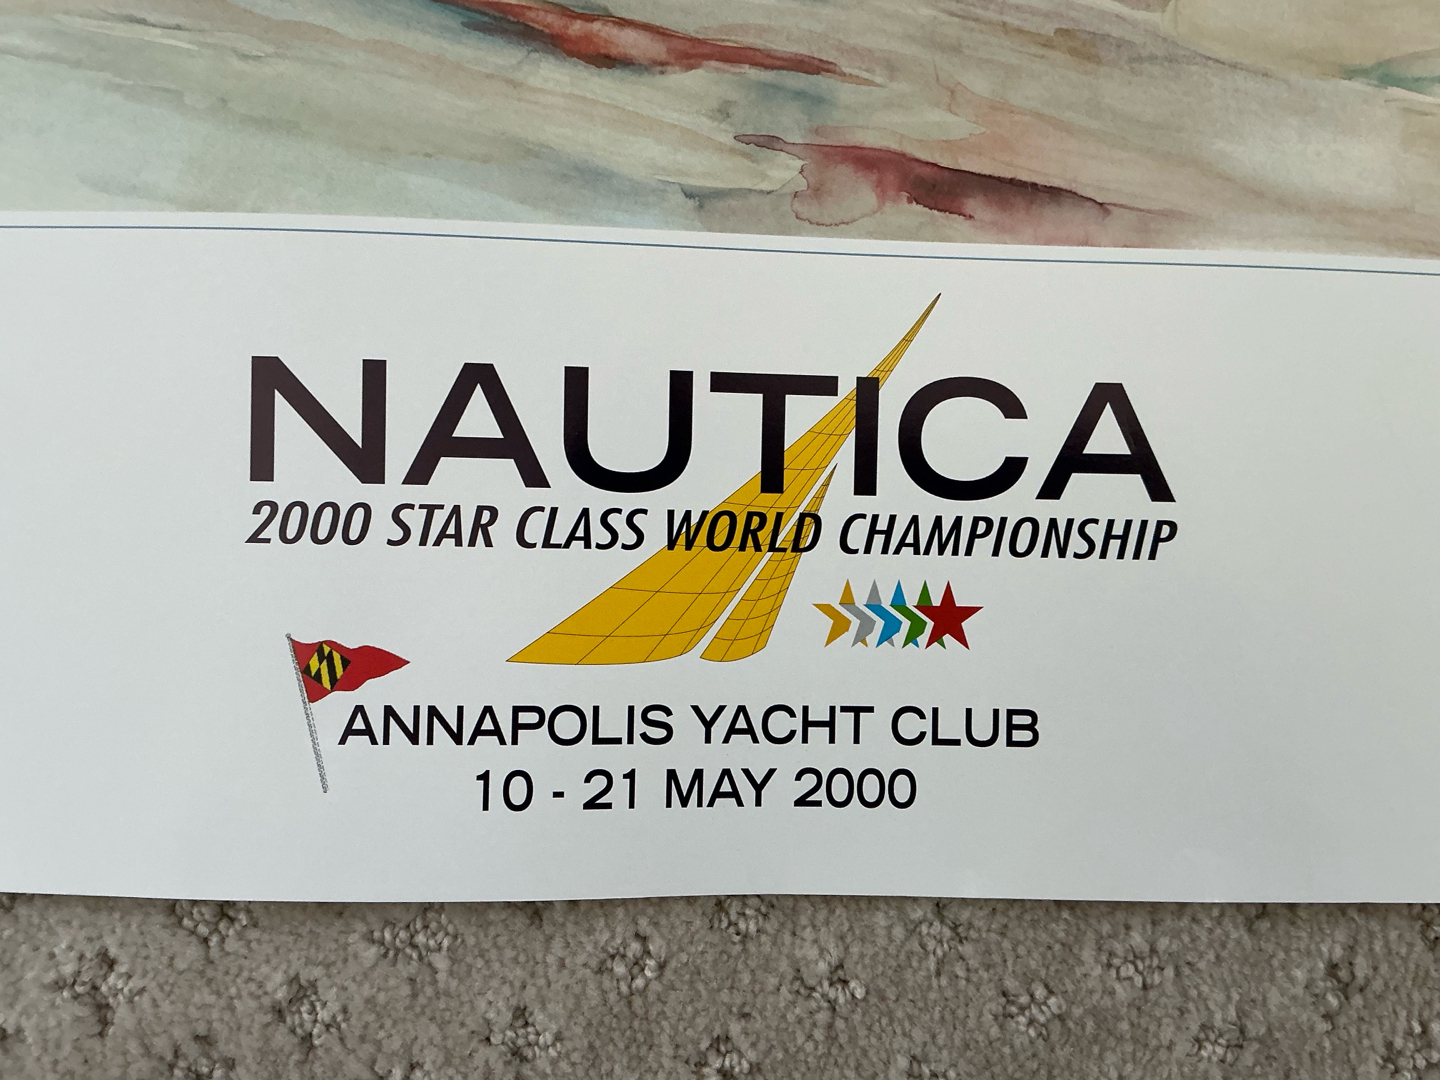 NAUTICA
2000 STAR CLASS WORLD CHAMPIONSHIP
ANNAPOLIS YACHT CLUB
10 - 21 MAY 2000